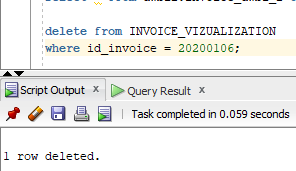 delete from INVOICE_VIZUALIZATION
where id_invoice = 20200106;
Script Output x Query Result x
Task completed in 0.059 seconds
1 row deleted.